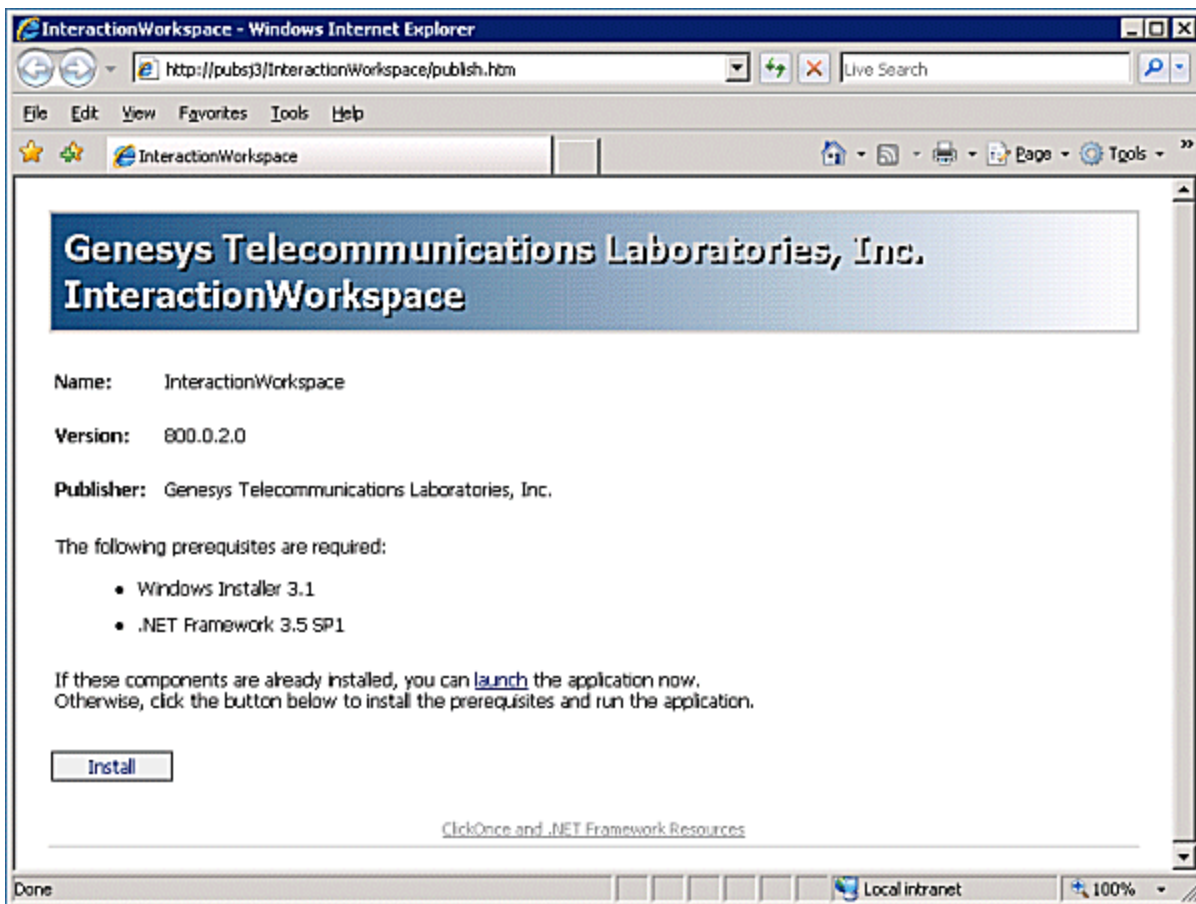 InteractionWorkspace - Windows Internet Explorer
http://pubsj3/InteractionWorkspace/publish.htm
Live Search
File Edit View Favorites Tools Help
InteractionWorkspace
Page Tools
Genesys Telecommunications Laboratories, Inc.
InteractionWorkspace
Name: InteractionWorkspace
Version: 800.0.2.0
Publisher: Genesys Telecommunications Laboratories, Inc.
The following prerequisites are required:
• Windows Installer 3.1
• .NET Framework 3.5 SP1
If these components are already installed, you can launch the application now.
Otherwise, click the button below to install the prerequisites and run the application.
Install
ClickOnce and .NET Framework Resources
Done Local intranet 100%